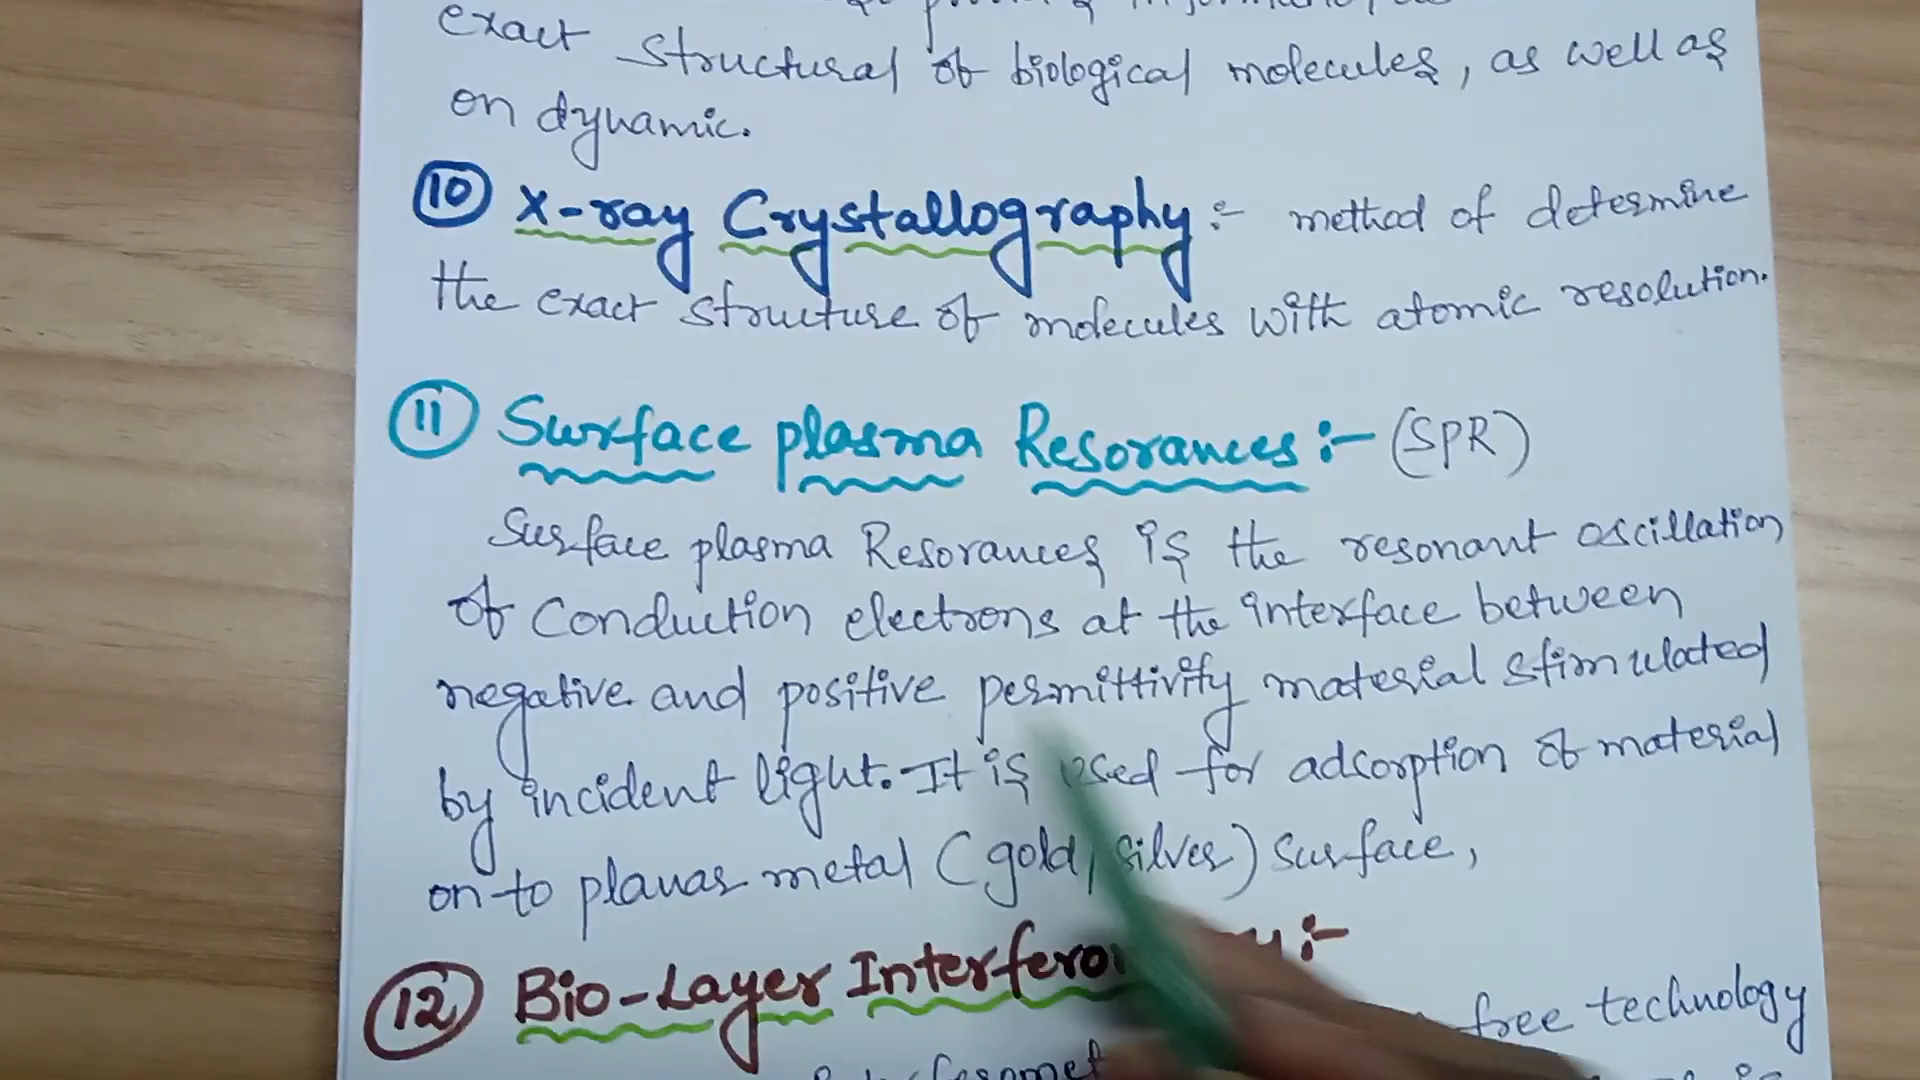 exact structural of biological molecules, as well as
on dynamic.
10 X-ray Crystallography :- method of determine
the exact structure of molecules with atomic resolution.
11 Surface plasma Resorances :- (SPR)
Surface plasma Resorances is the resonant oscillation
of Conduction electrons at the interface between
negative and positive permittivity material stimulated
by incident light. It is used for adsorption of material
on to planar metal (gold, silver) surface,
12 Bio-Layer :-
free technology